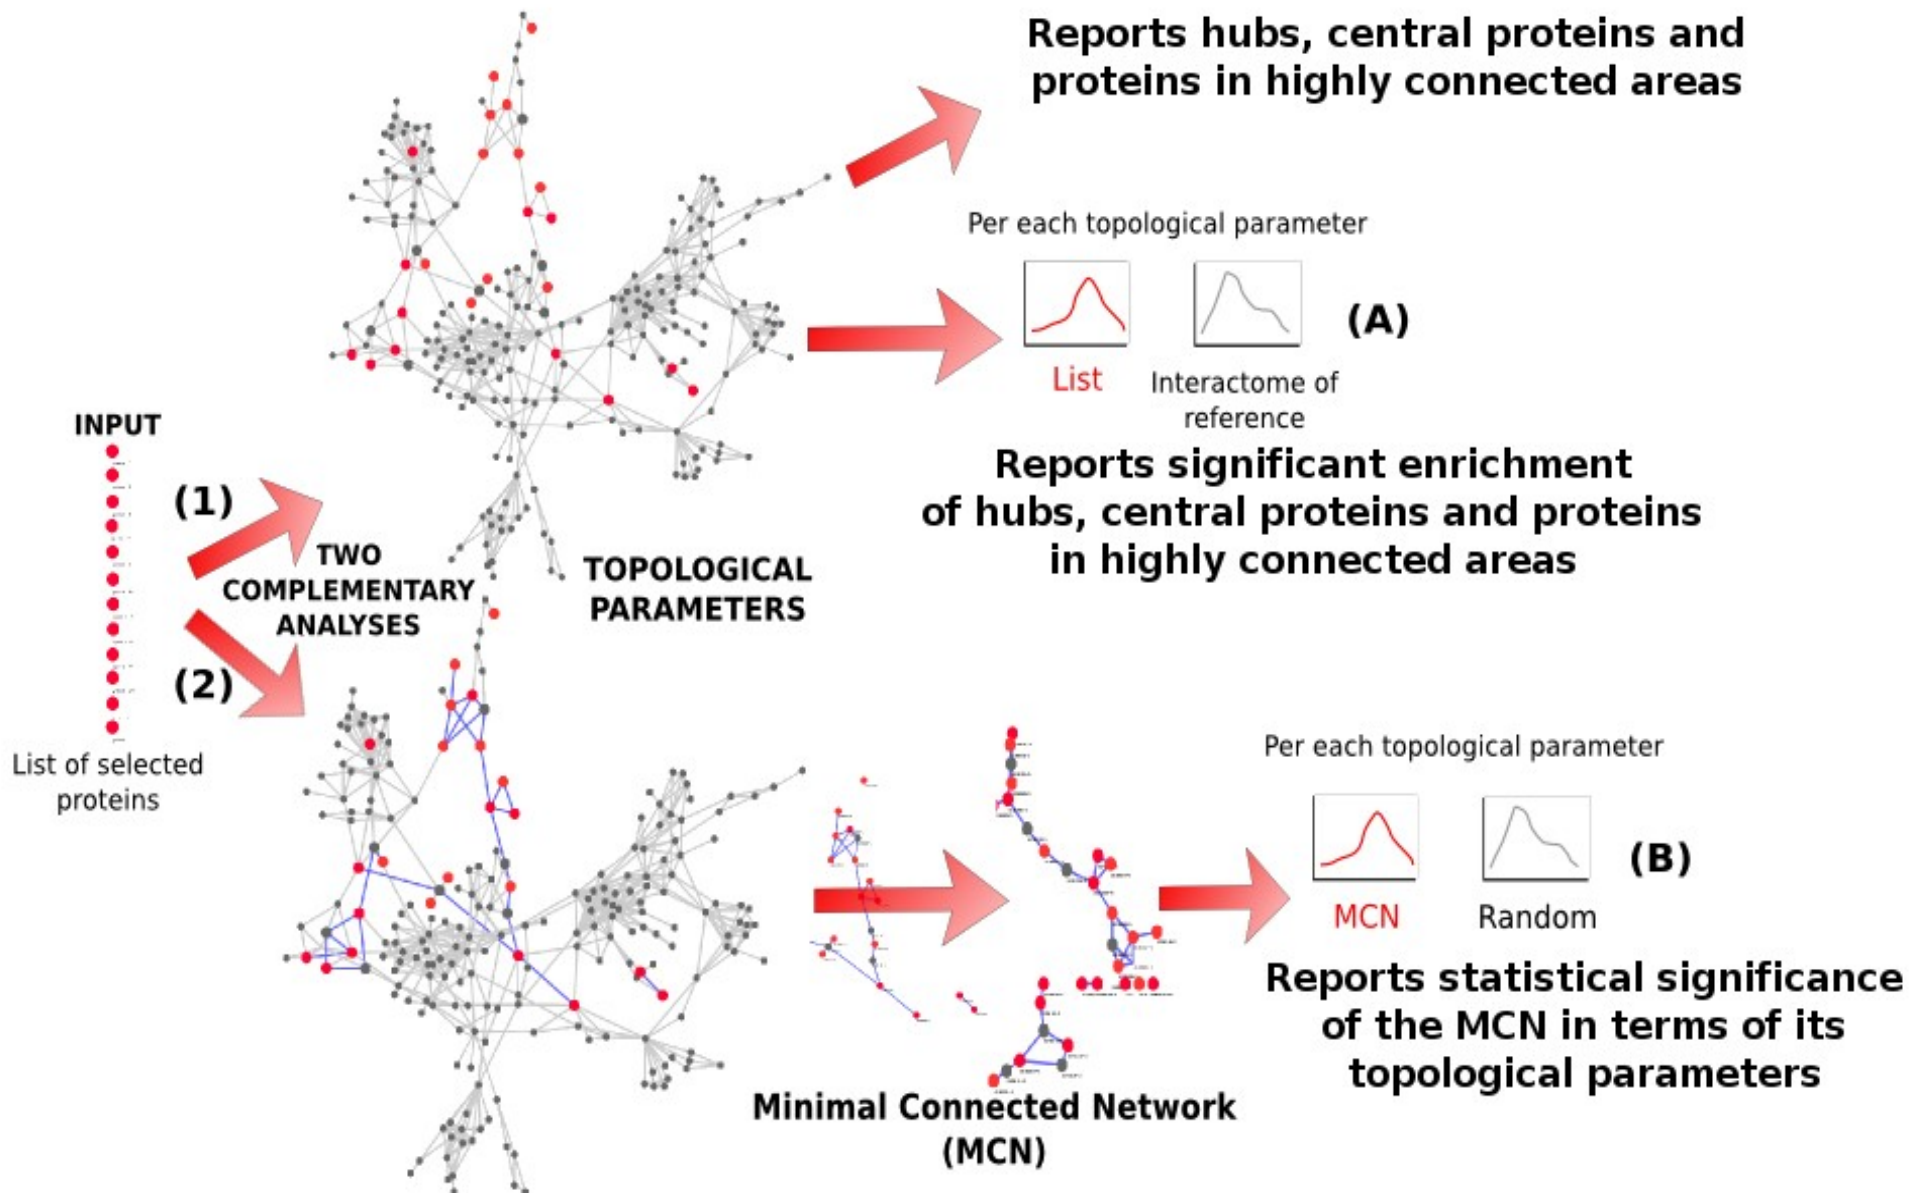 Reports hubs, central proteins and
proteins in highly connected areas
Per each topological parameter
(A)
List
Interactome of
reference
Reports significant enrichment
of hubs, central proteins and proteins
in highly connected areas
INPUT
(1)
TWO
COMPLEMENTARY
ANALYSES
TOPOLOGICAL
PARAMETERS
(2)
List of selected
proteins
Per each topological parameter
(B)
MCN
Random
Reports statistical significance
of the MCN in terms of its
topological parameters
Minimal Connected Network
(MCN)